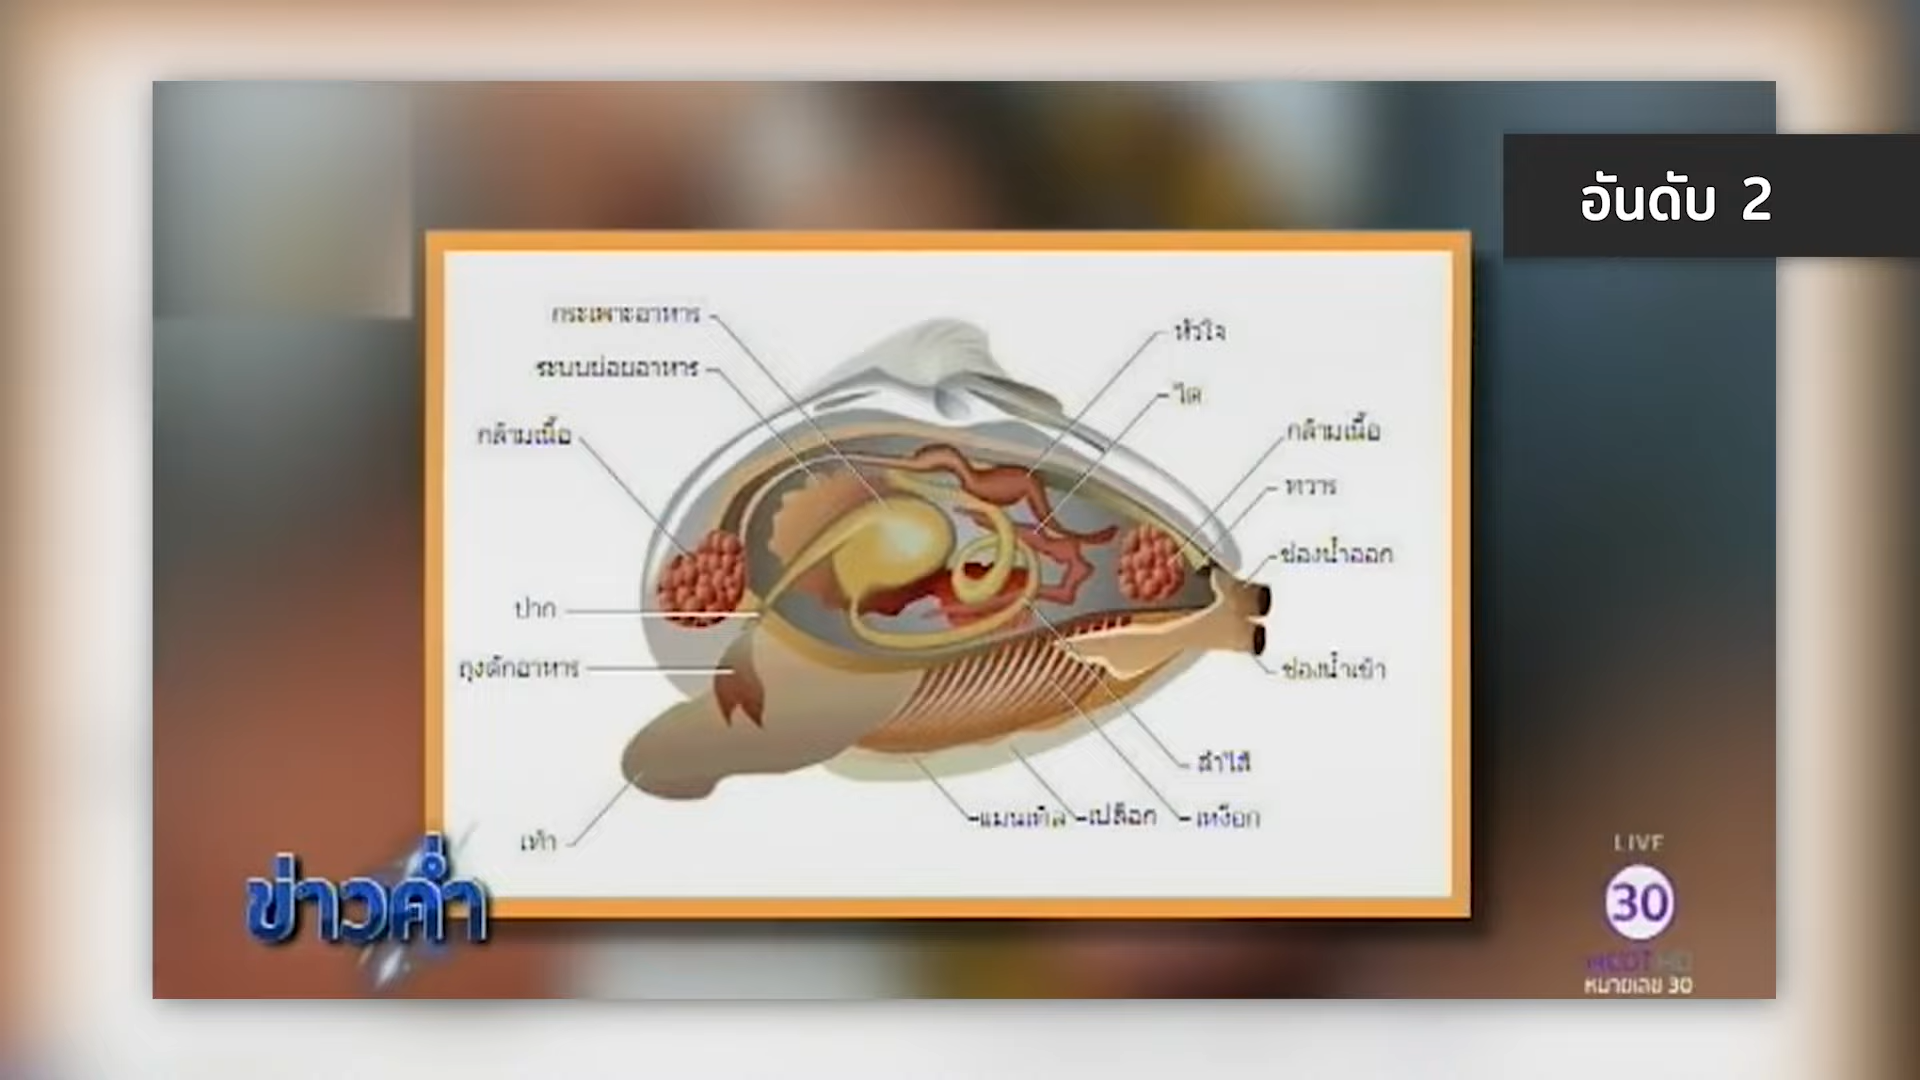 อันดับ 2
กระเพาะอาหาร
ระบบย่อยอาหาร
กล้ามเนื้อ
ปาก
ถุงดักอาหาร
เท้า
หัวใจ
ไต
กล้ามเนื้อ
ทวาร
ช่องน้ำออก
ช่องน้ำเข้า
ลำไส้
แมนเทิล
เปลือก
เหงือก
ข่าวค่ำ
LIVE
30
MCOT HD
หมายเลข 30